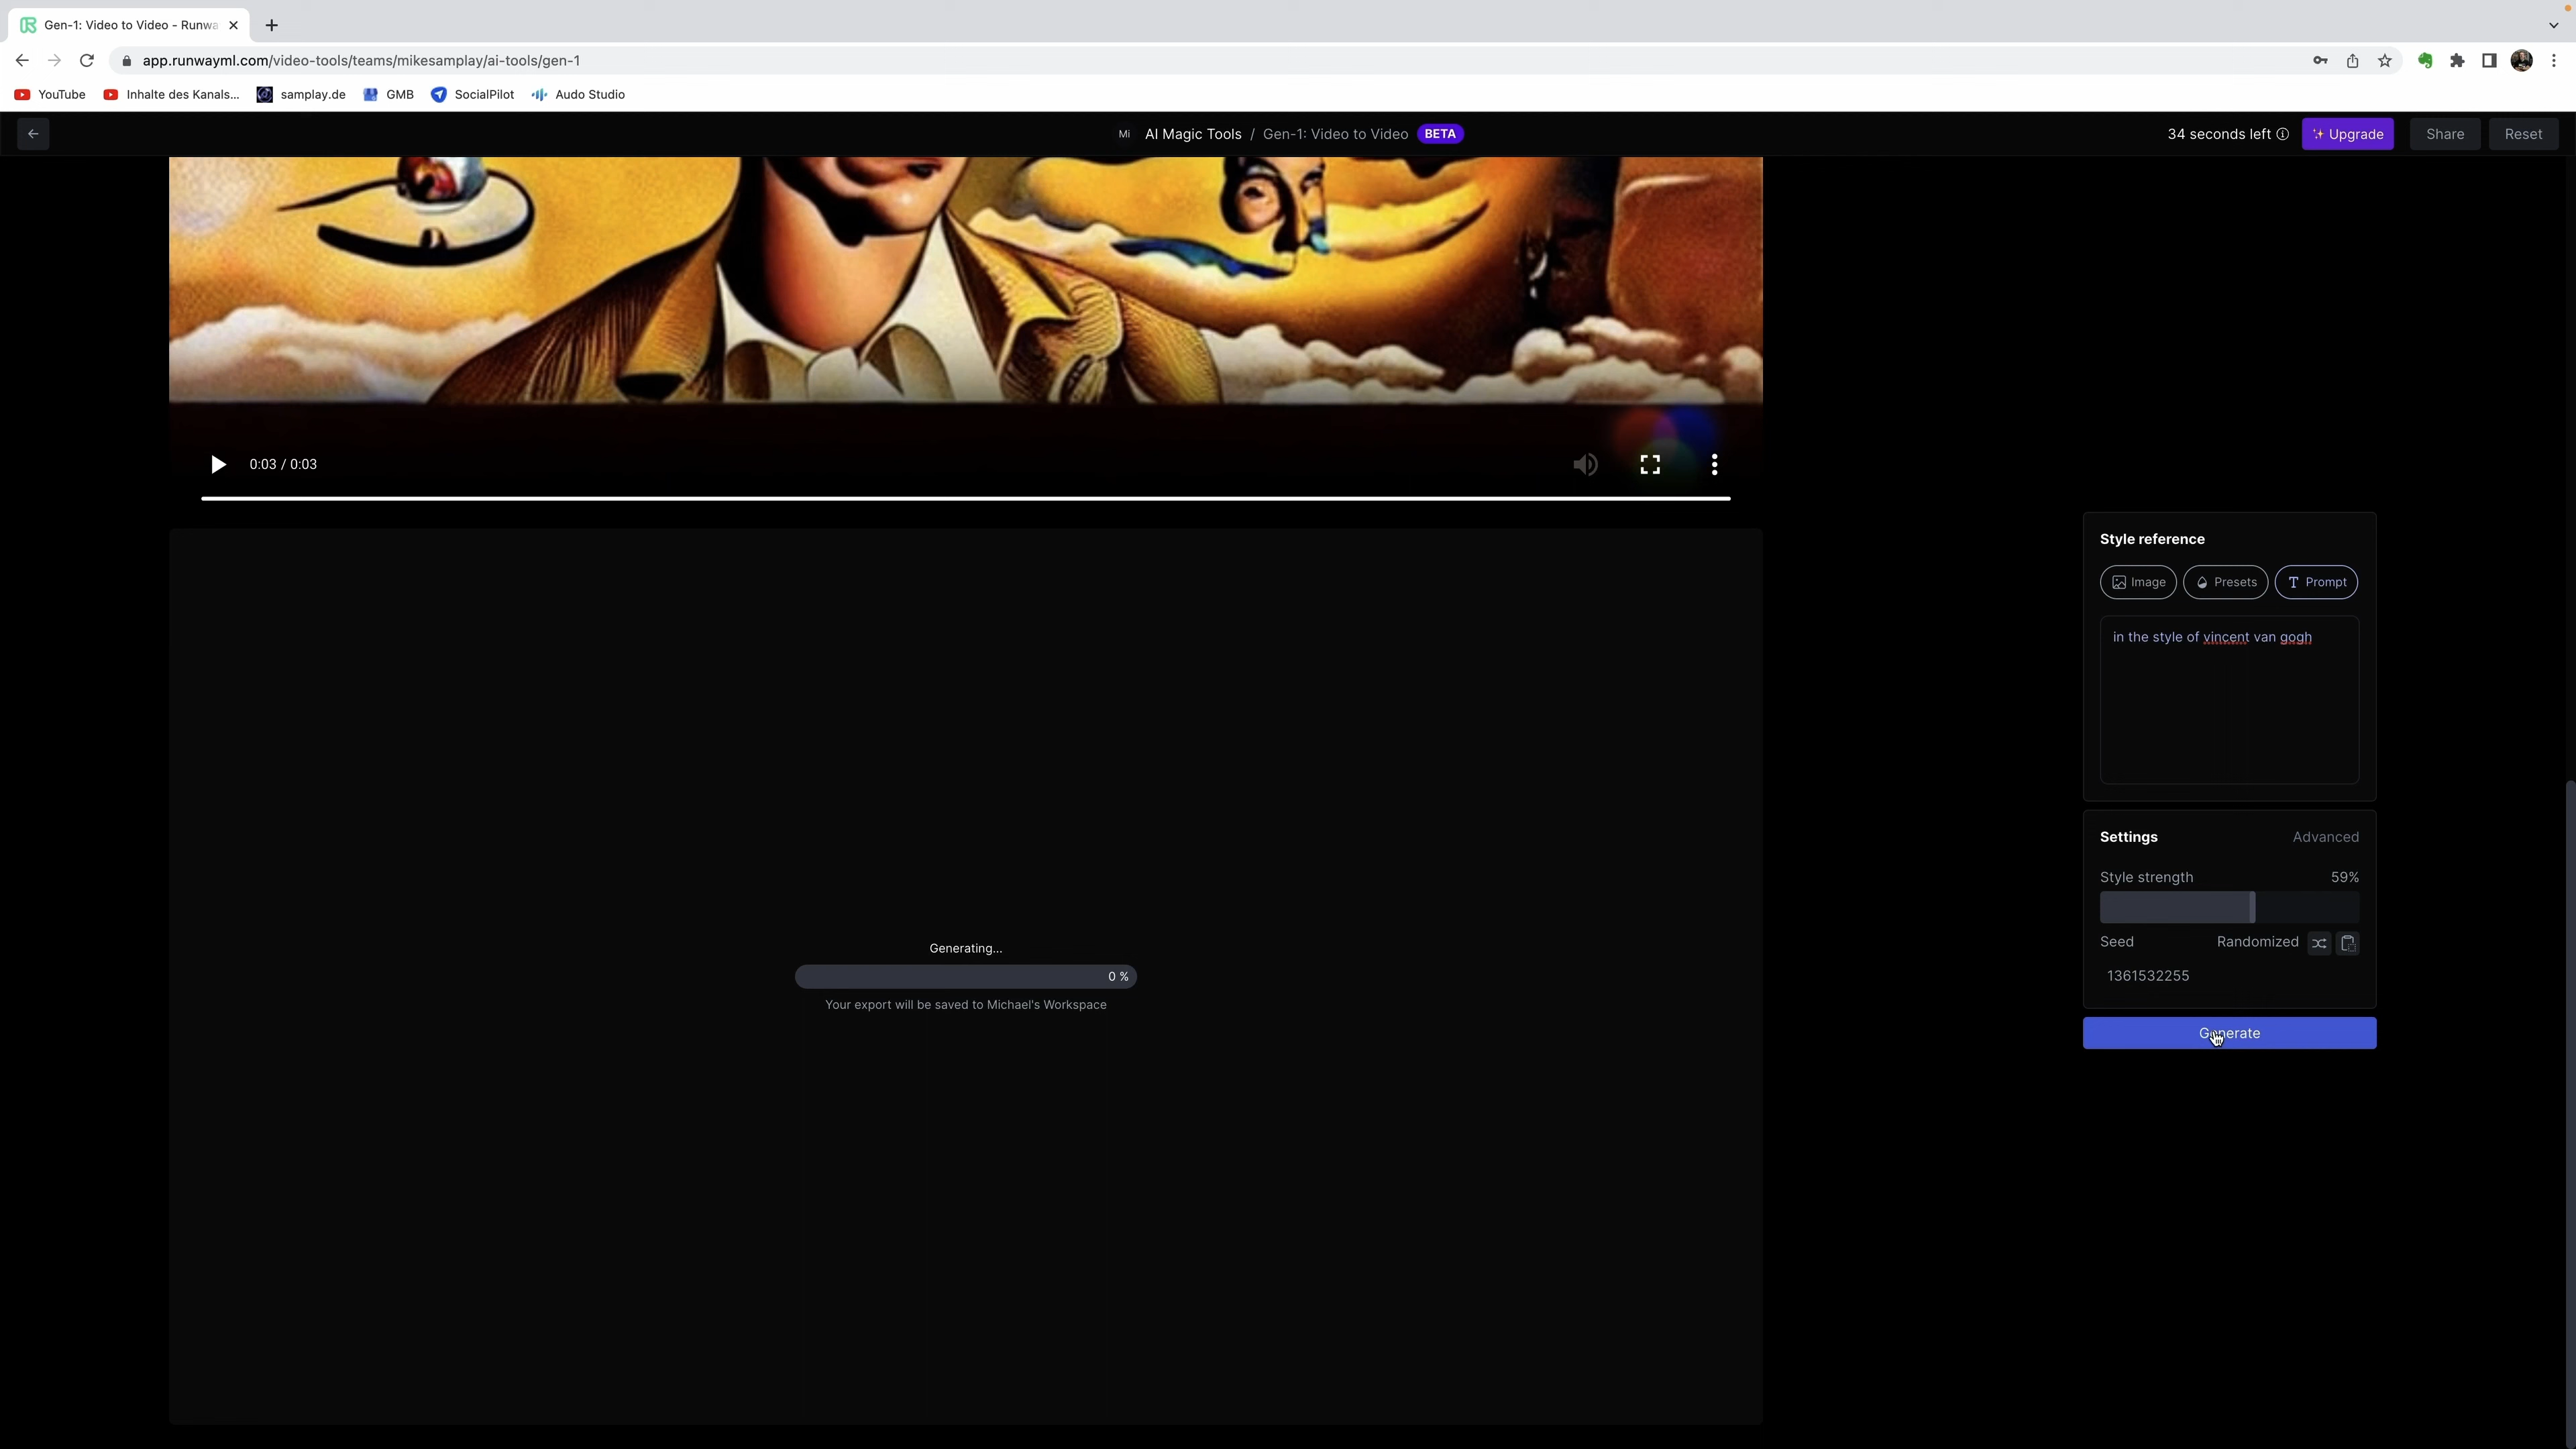 Gen-1: Video to Video - Runwa
app.runwayml.com/video-tools/teams/mikesamplay/ai-tools/gen-1
YouTube Inhalte des Kanals... samplay.de GMB SocialPilot Audo Studio
Mi AI Magic Tools / Gen-1: Video to Video BETA 34 seconds left Upgrade Share Reset
0:03 / 0:03
Style reference
Image Presets Prompt
in the style of vincent van gogh
Settings Advanced
Style strength 59%
Seed Randomized
1361532255
Generate
Generating...
0 %
Your export will be saved to Michael's Workspace